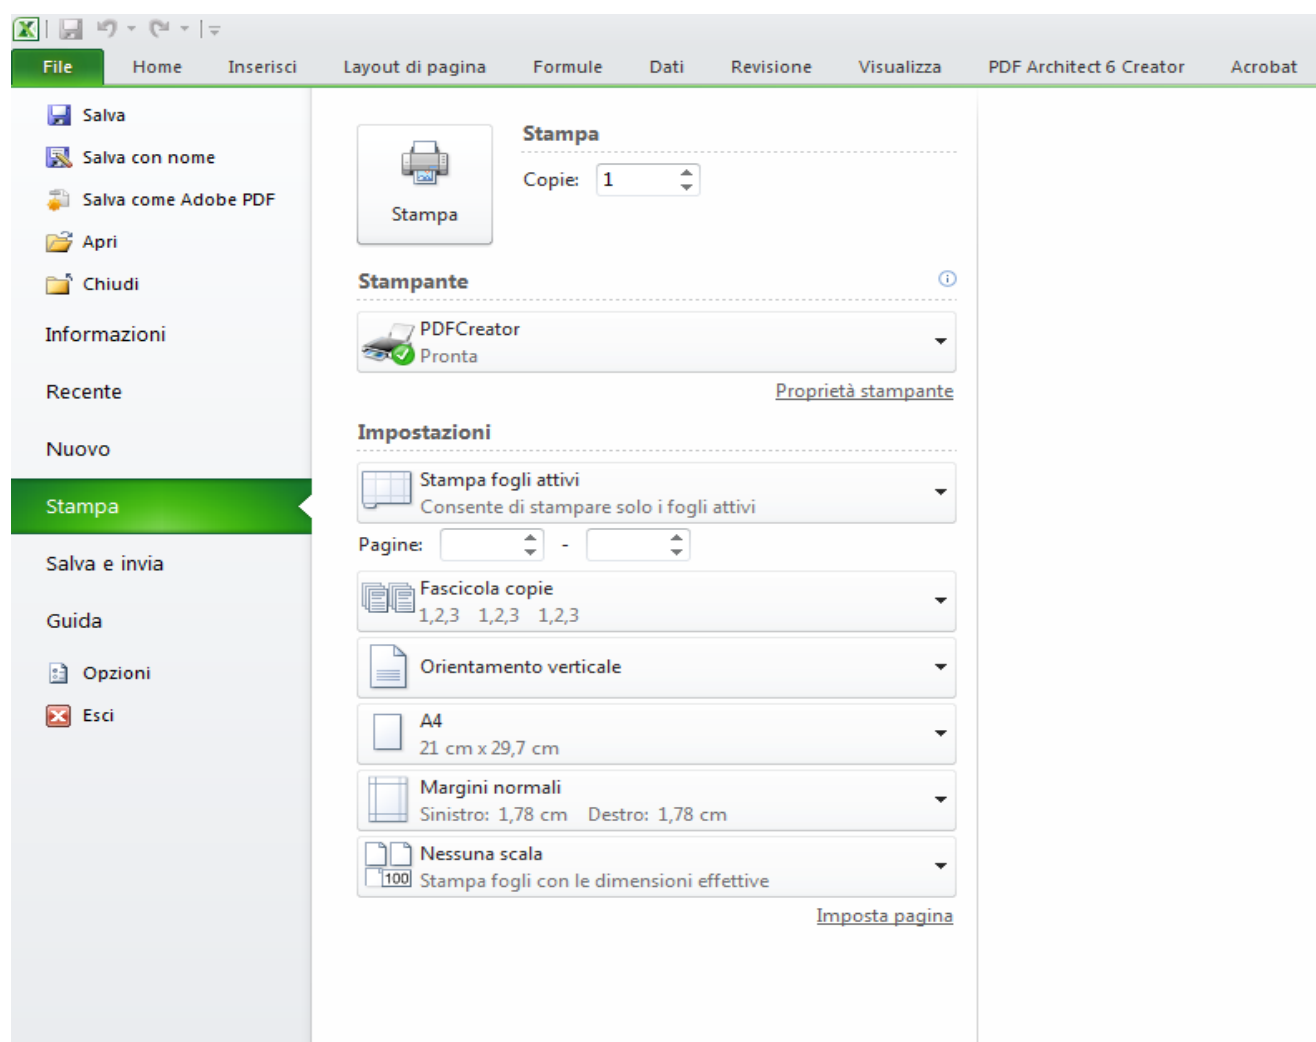 File Home Inserisci Layout di pagina Formule Dati Revisione Visualizza PDF Architect 6 Creator Acrobat
Salva
Salva con nome
Salva come Adobe PDF
Apri
Chiudi
Informazioni
Recente
Nuovo
Stampa
Salva e invia
Guida
Opzioni
Esci
Stampa
Stampa
Copie: 1
Stampante
PDFCreator
Pronta
Proprietà stampante
Impostazioni
Stampa fogli attivi
Consente di stampare solo i fogli attivi
Pagine: -
Fascicola copie
1,2,3 1,2,3 1,2,3
Orientamento verticale
A4
21 cm x 29,7 cm
Margini normali
Sinistro: 1,78 cm Destro: 1,78 cm
Nessuna scala
100 Stampa fogli con le dimensioni effettive
Imposta pagina